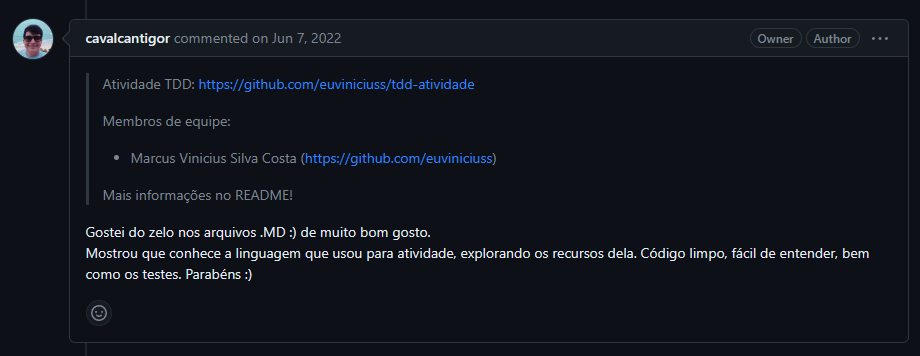 cavalcantigor commented on Jun 7, 2022 Owner Author
Atividade TDD: https://github.com/euviniciuss/tdd-atividade
Membros de equipe:
Marcus Vinicius Silva Costa (https://github.com/euviniciuss)
Mais informações no README!
Gostei do zelo nos arquivos .MD :) de muito bom gosto.
Mostrou que conhece a linguagem que usou para atividade, explorando os recursos dela. Código limpo, fácil de entender, bem
como os testes. Parabéns :)